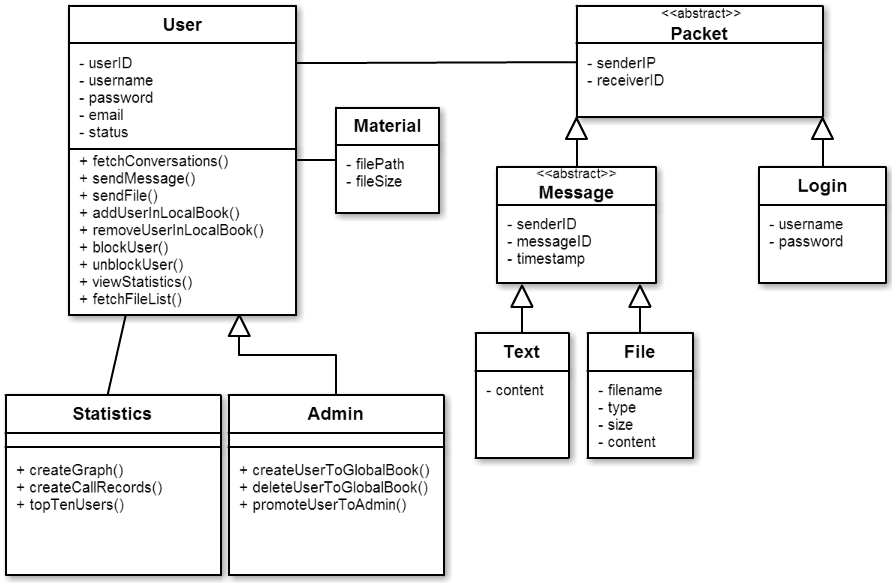 User
- userID
- username
- password
- email
- status
+ fetchConversations()
+ sendMessage()
+ sendFile()
+ addUserInLocalBook()
+ removeUserInLocalBook()
+ blockUser()
+ unblockUser()
+ viewStatistics()
+ fetchFileList()
Material
- filePath
- fileSize
<<abstract>>
Packet
- senderIP
- receiverID
<<abstract>>
Message
- senderID
- messageID
- timestamp
Login
- username
- password
Text
- content
File
- filename
- type
- size
- content
Statistics
+ createGraph()
+ createCallRecords()
+ topTenUsers()
Admin
+ createUserToGlobalBook()
+ deleteUserToGlobalBook()
+ promoteUserToAdmin()